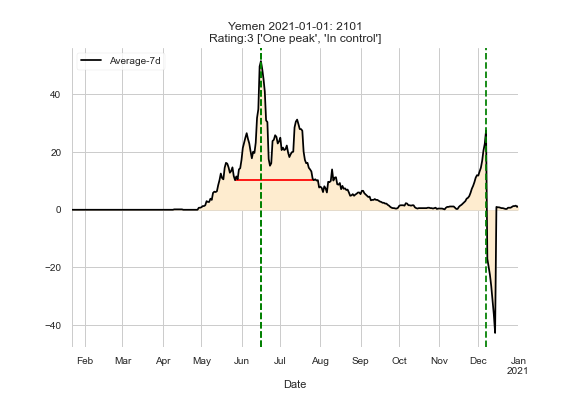 Yemen 2021-01-01: 2101
Rating:3 ['One peak', 'In control']
Average-7d
40
20
0
−20
−40
Feb
Mar
Apr
May
Jun
Jul
Aug
Sep
Oct
Nov
Dec
Jan
2021
Date